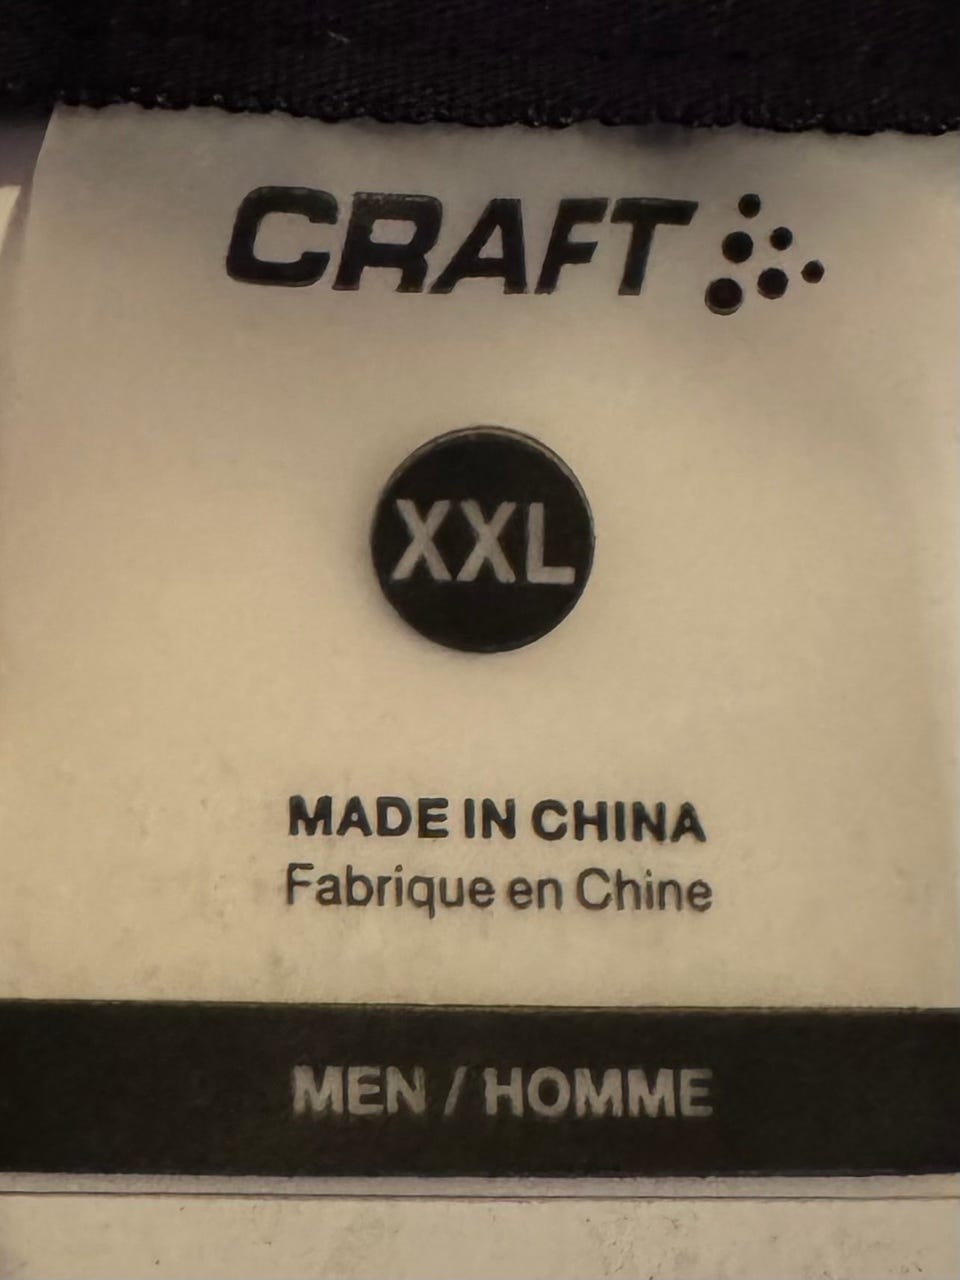 CRAFT
XXL
MADE IN CHINA
Fabrique en Chine
MEN / HOMME